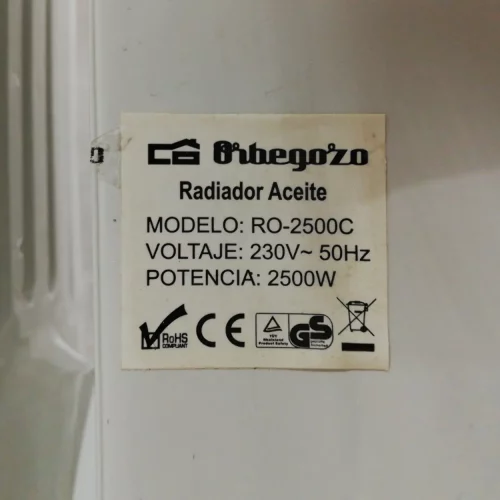 Orbegozo
Radiador Aceite
MODELO: RO-2500C
VOLTAJE: 230V~ 50Hz
POTENCIA: 2500W
RoHS
COMPLIANT
CE
GS